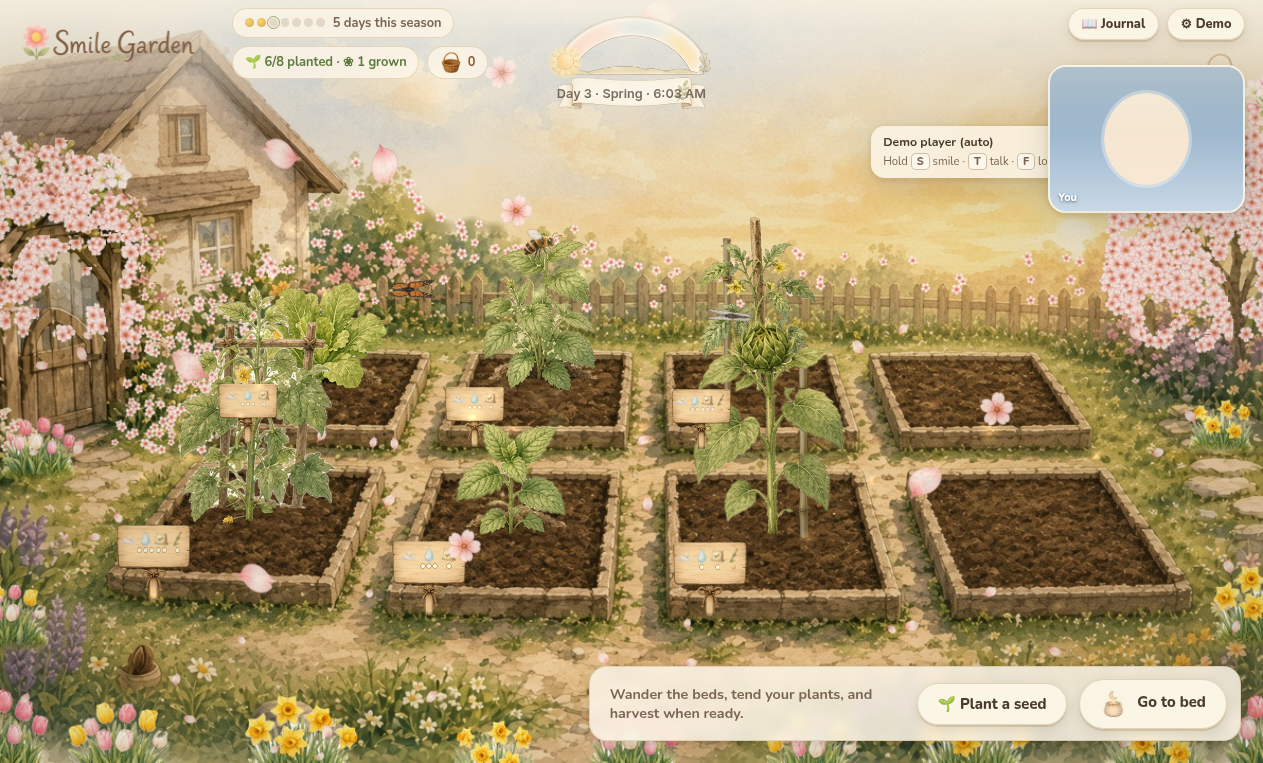 Smile Garden
5 days this season
6/8 planted · ❀ 1 grown
0
Day 3 · Spring · 6:03 AM
Journal
Demo
Demo player (auto)
Hold S smile · T talk · F lo
You
Wander the beds, tend your plants, and
harvest when ready.
Plant a seed
Go to bed